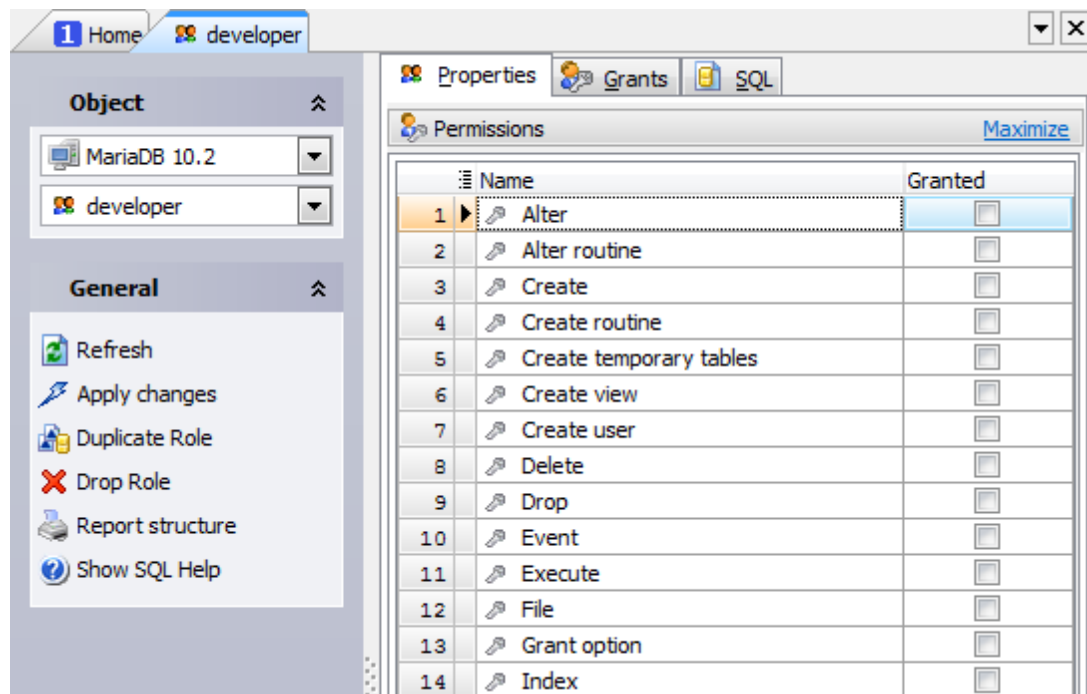 1 Home developer
Properties Grants SQL
Object
MariaDB 10.2
developer
General
Refresh
Apply changes
Duplicate Role
Drop Role
Report structure
Show SQL Help
Permissions Maximize
Name Granted
1 Alter
2 Alter routine
3 Create
4 Create routine
5 Create temporary tables
6 Create view
7 Create user
8 Delete
9 Drop
10 Event
11 Execute
12 File
13 Grant option
14 Index